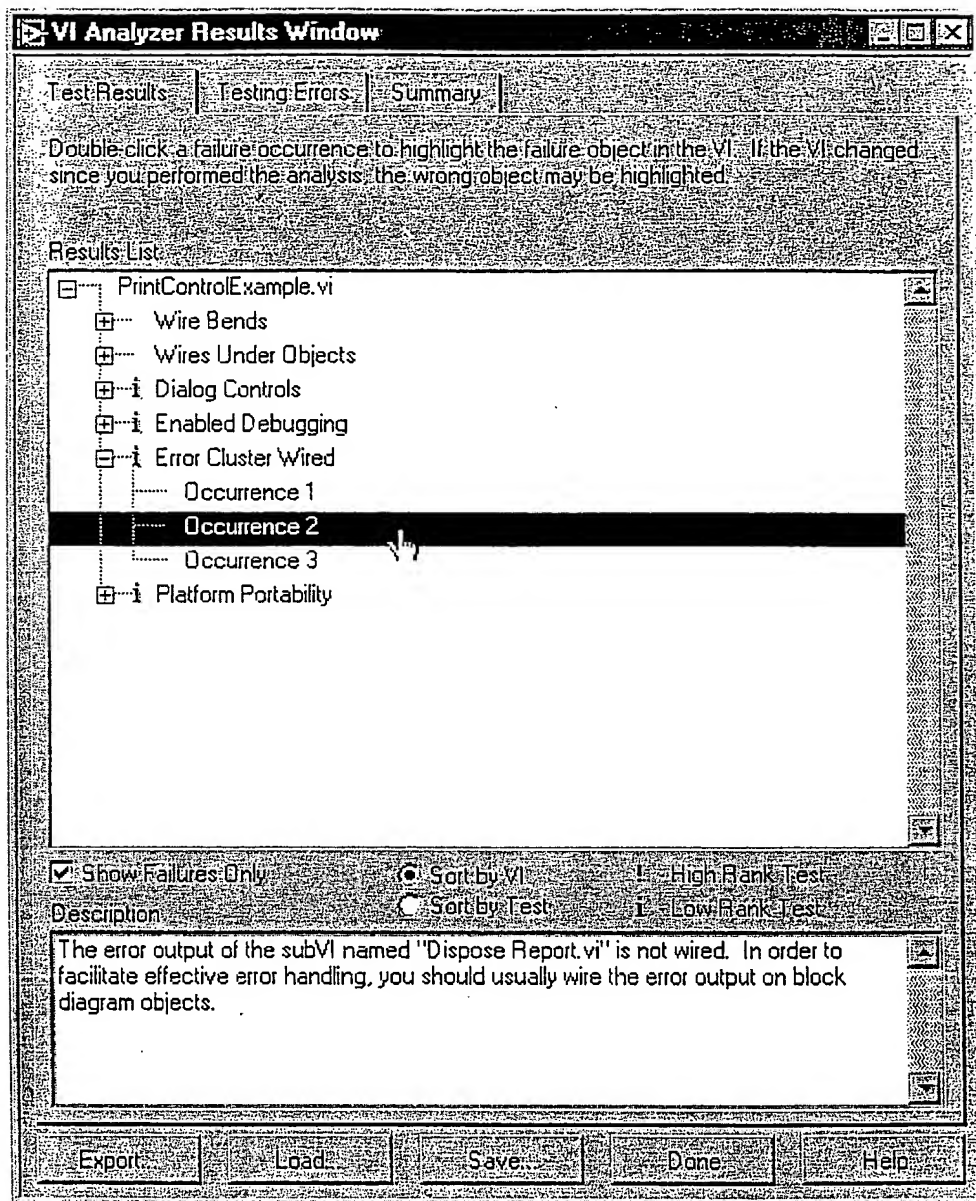 VI Analyzer Results Window
Test Results Testing Errors Summary
Double-click a failure occurrence to highlight the failure object in the VI. If the VI changed
since you performed the analysis, the wrong object may be highlighted.
Results List
PrintControlExample.vi
Wire Bends
Wires Under Objects
i Dialog Controls
i Enabled Debugging
i Error Cluster Wired
Occurrence 1
Occurrence 2
Occurrence 3
i Platform Portability
Show Failures Only Sort by VI ! - High Rank Test
Description Sort by Test i - Low Rank Test
The error output of the subVI named "Dispose Report.vi" is not wired. In order to
facilitate effective error handling, you should usually wire the error output on block
diagram objects.
Export... Load... Save... Done Help